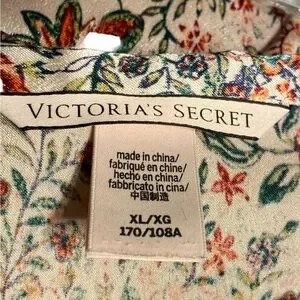 VICTORIA'S SECRET
made in china/
fabriqué en chine/
hecho en china/
fabbricato in cina/
中国制造
XL/XG
170/108A